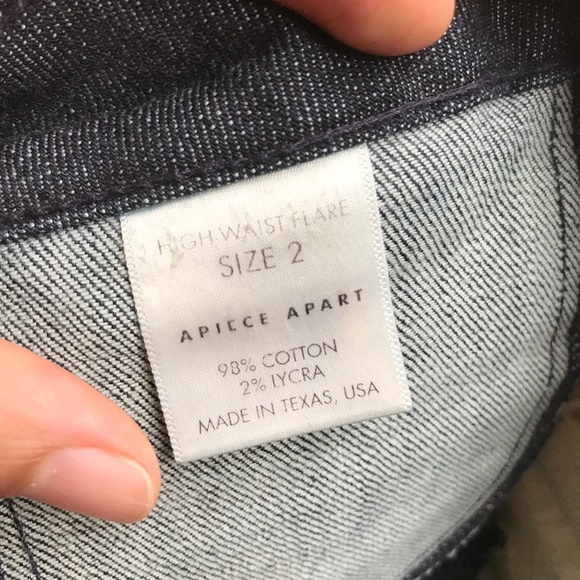 HIGH WAIST FLARE
SIZE 2
APIECE APART
98% COTTON
2% LYCRA
MADE IN TEXAS, USA